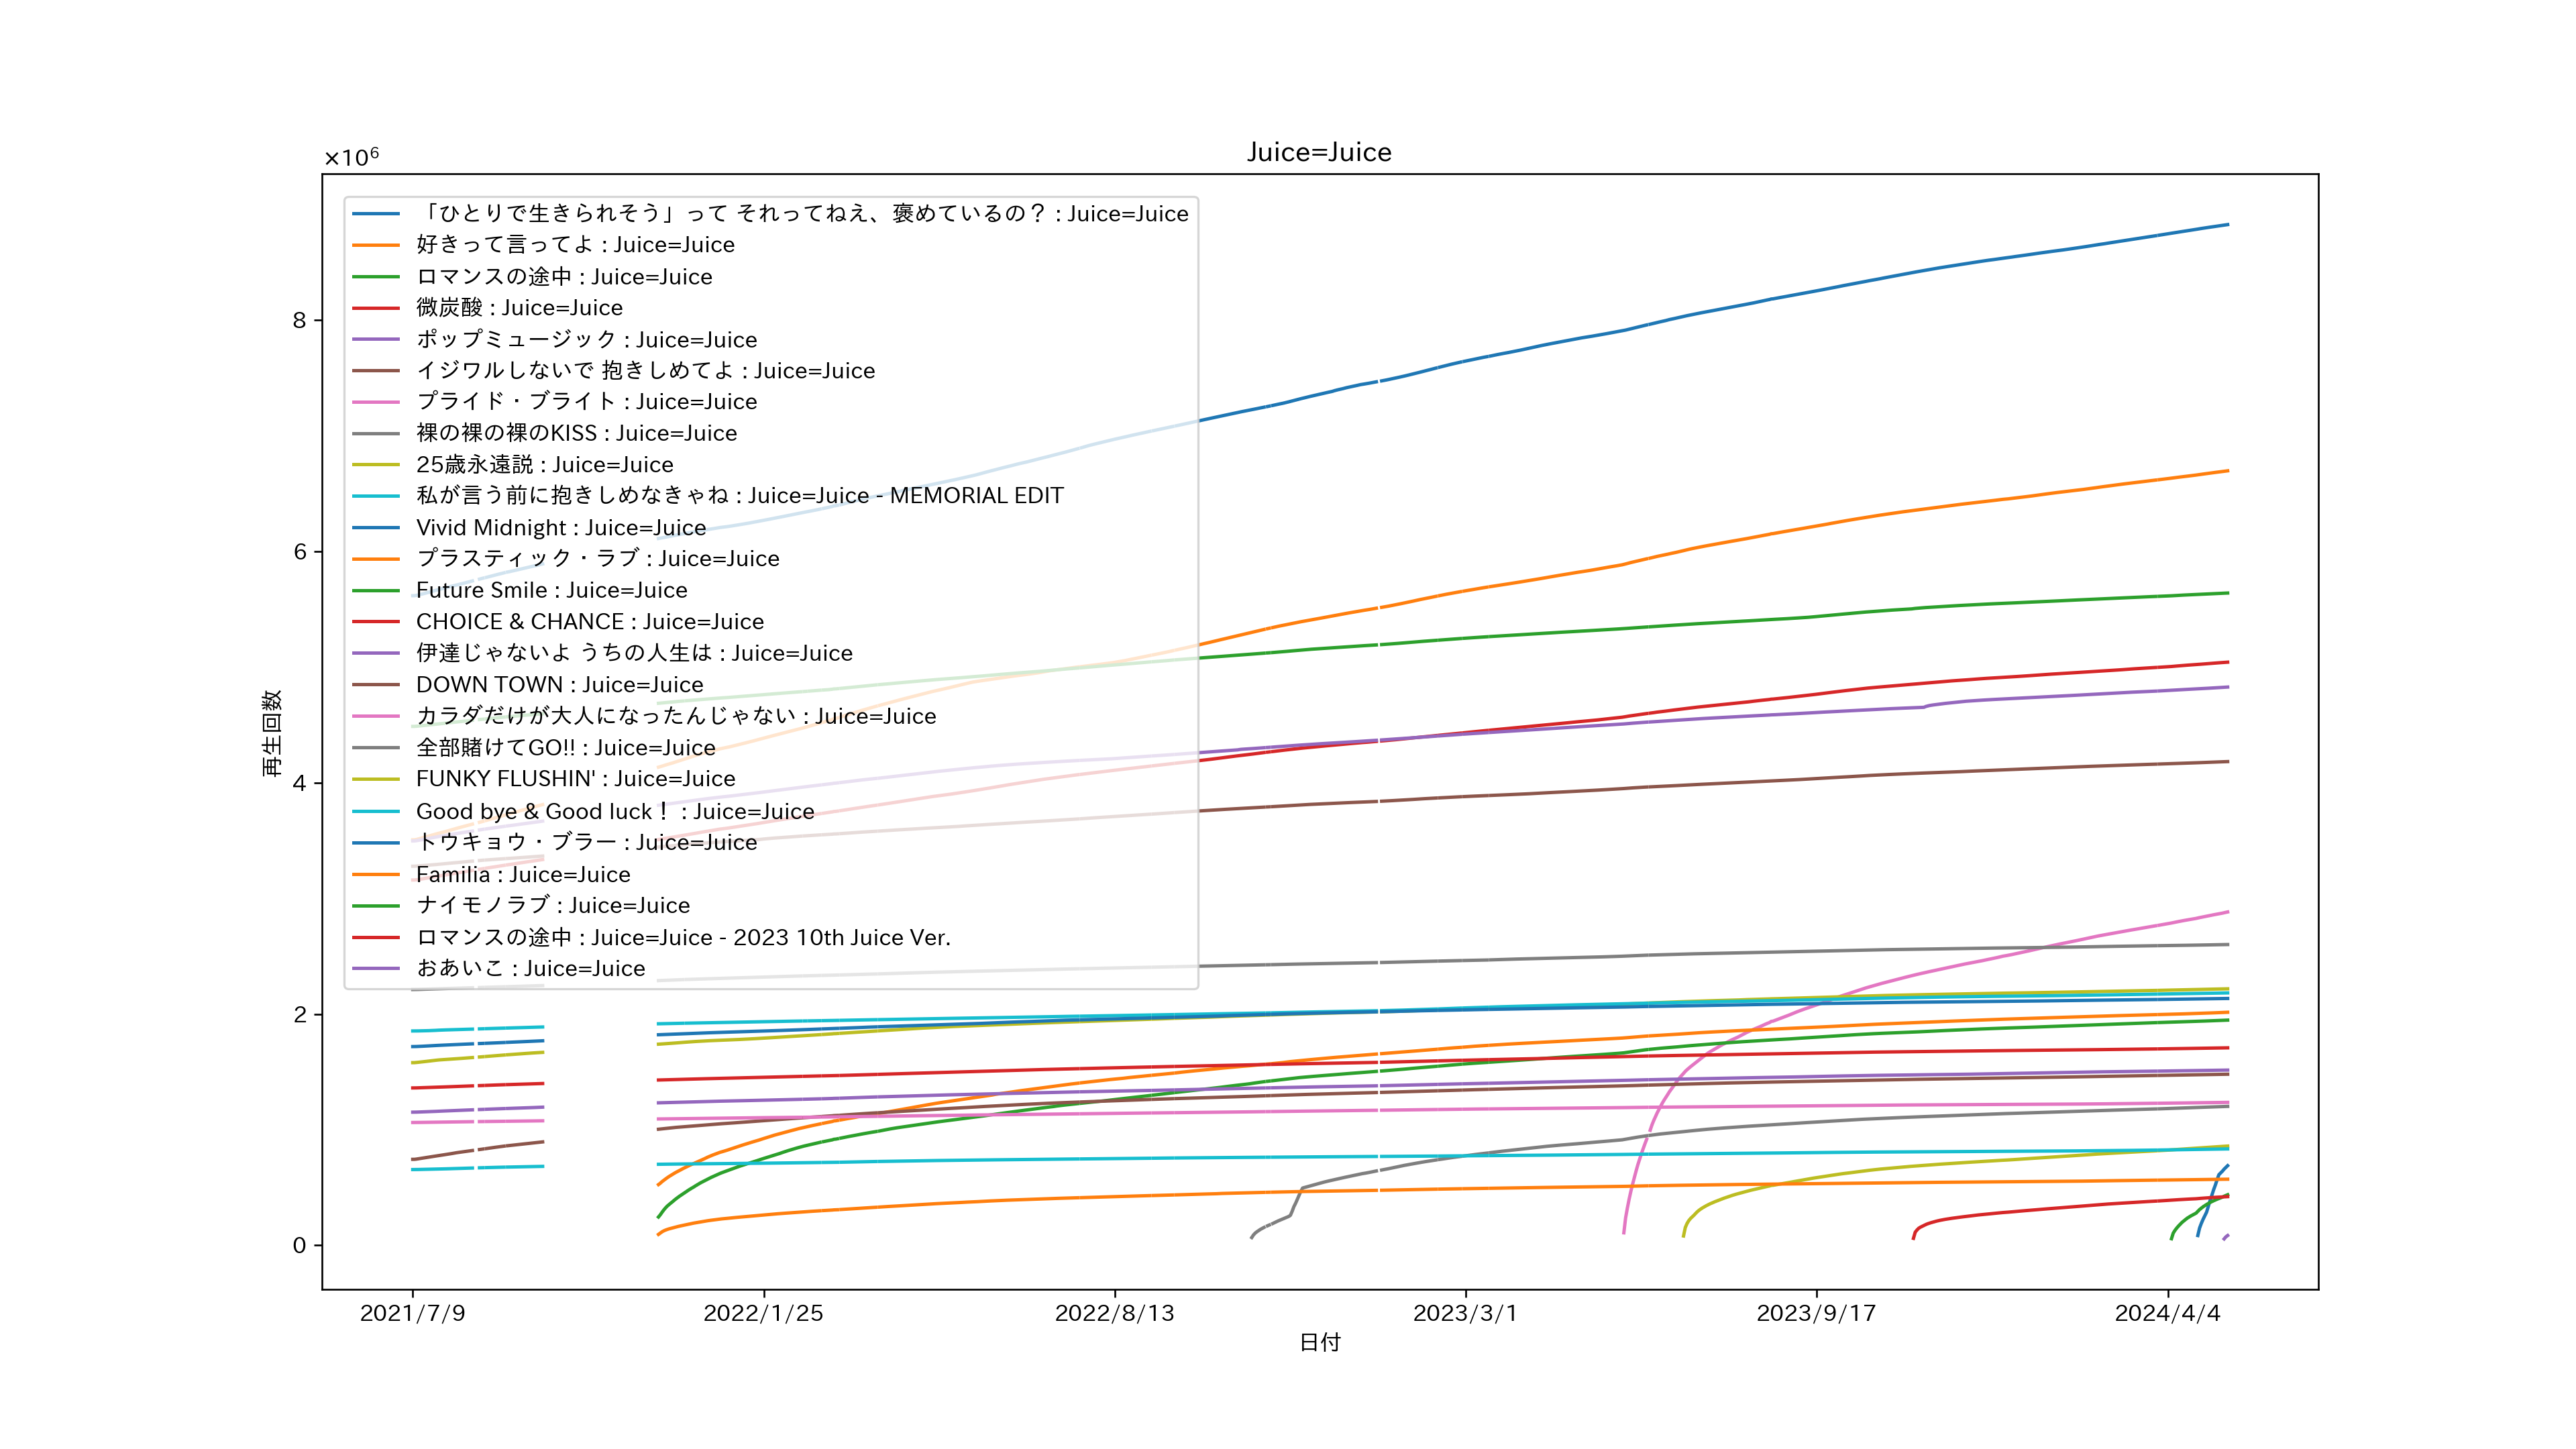 Juice=Juice
×10⁶
「ひとりで生きられそう」って それってねえ、褒めているの？ : Juice=Juice
好きって言ってよ : Juice=Juice
ロマンスの途中 : Juice=Juice
微炭酸 : Juice=Juice
ポップミュージック : Juice=Juice
イジワルしないで 抱きしめてよ : Juice=Juice
プライド・ブライト : Juice=Juice
裸の裸の裸のKISS : Juice=Juice
25歳永遠説 : Juice=Juice
私が言う前に抱きしめなきゃね : Juice=Juice - MEMORIAL EDIT
Vivid Midnight : Juice=Juice
プラスティック・ラブ : Juice=Juice
Future Smile : Juice=Juice
CHOICE & CHANCE : Juice=Juice
伊達じゃないよ うちの人生は : Juice=Juice
DOWN TOWN : Juice=Juice
カラダだけが大人になったんじゃない : Juice=Juice
全部賭けてGO!! : Juice=Juice
FUNKY FLUSHIN' : Juice=Juice
Good bye & Good luck！ : Juice=Juice
トウキョウ・ブラー : Juice=Juice
Familia : Juice=Juice
ナイモノラブ : Juice=Juice
ロマンスの途中 : Juice=Juice - 2023 10th Juice Ver.
おあいこ : Juice=Juice
8
6
4
2
0
再生回数
2021/7/9 2022/1/25 2022/8/13 2023/3/1 2023/9/17 2024/4/4
日付